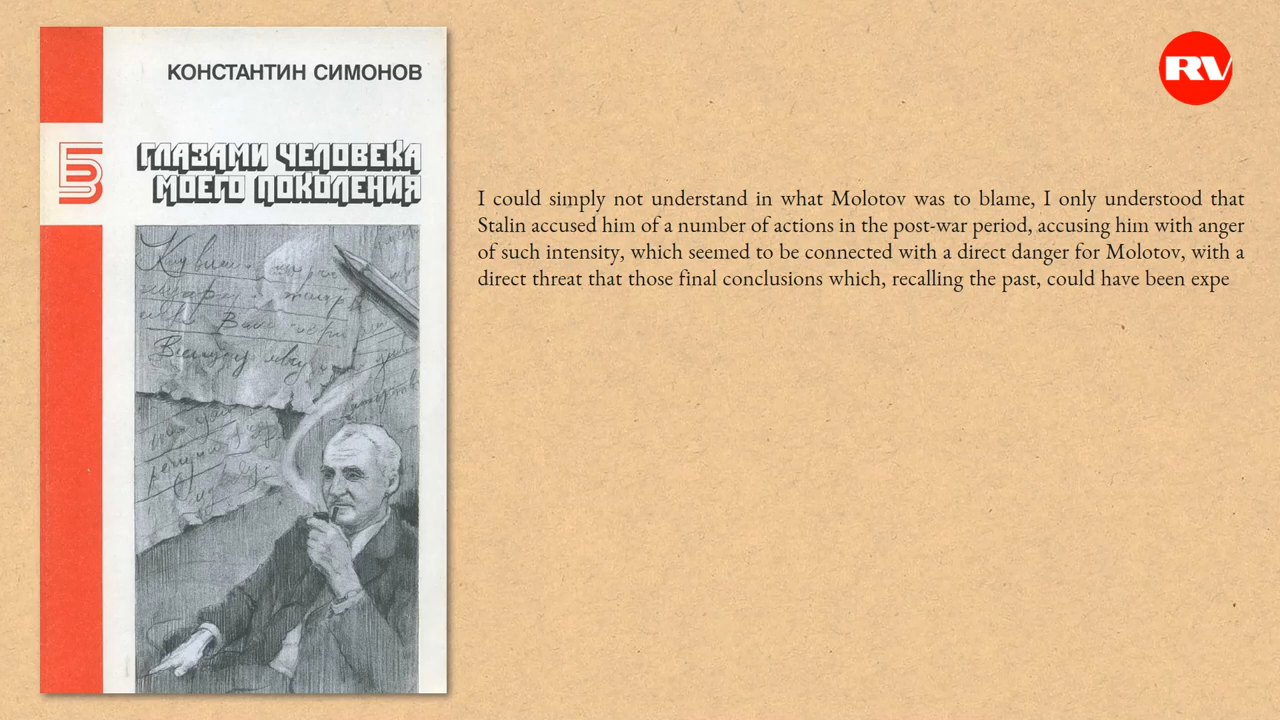 КОНСТАНТИН СИМОНОВ
ГЛАЗАМИ ЧЕЛОВЕКА
МОЕГО ПОКОЛЕНИЯ
RV
I could simply not understand in what Molotov was to blame, I only understood that
Stalin accused him of a number of actions in the post-war period, accusing him with anger
of such intensity, which seemed to be connected with a direct danger for Molotov, with a
direct threat that those final conclusions which, recalling the past, could have been expe